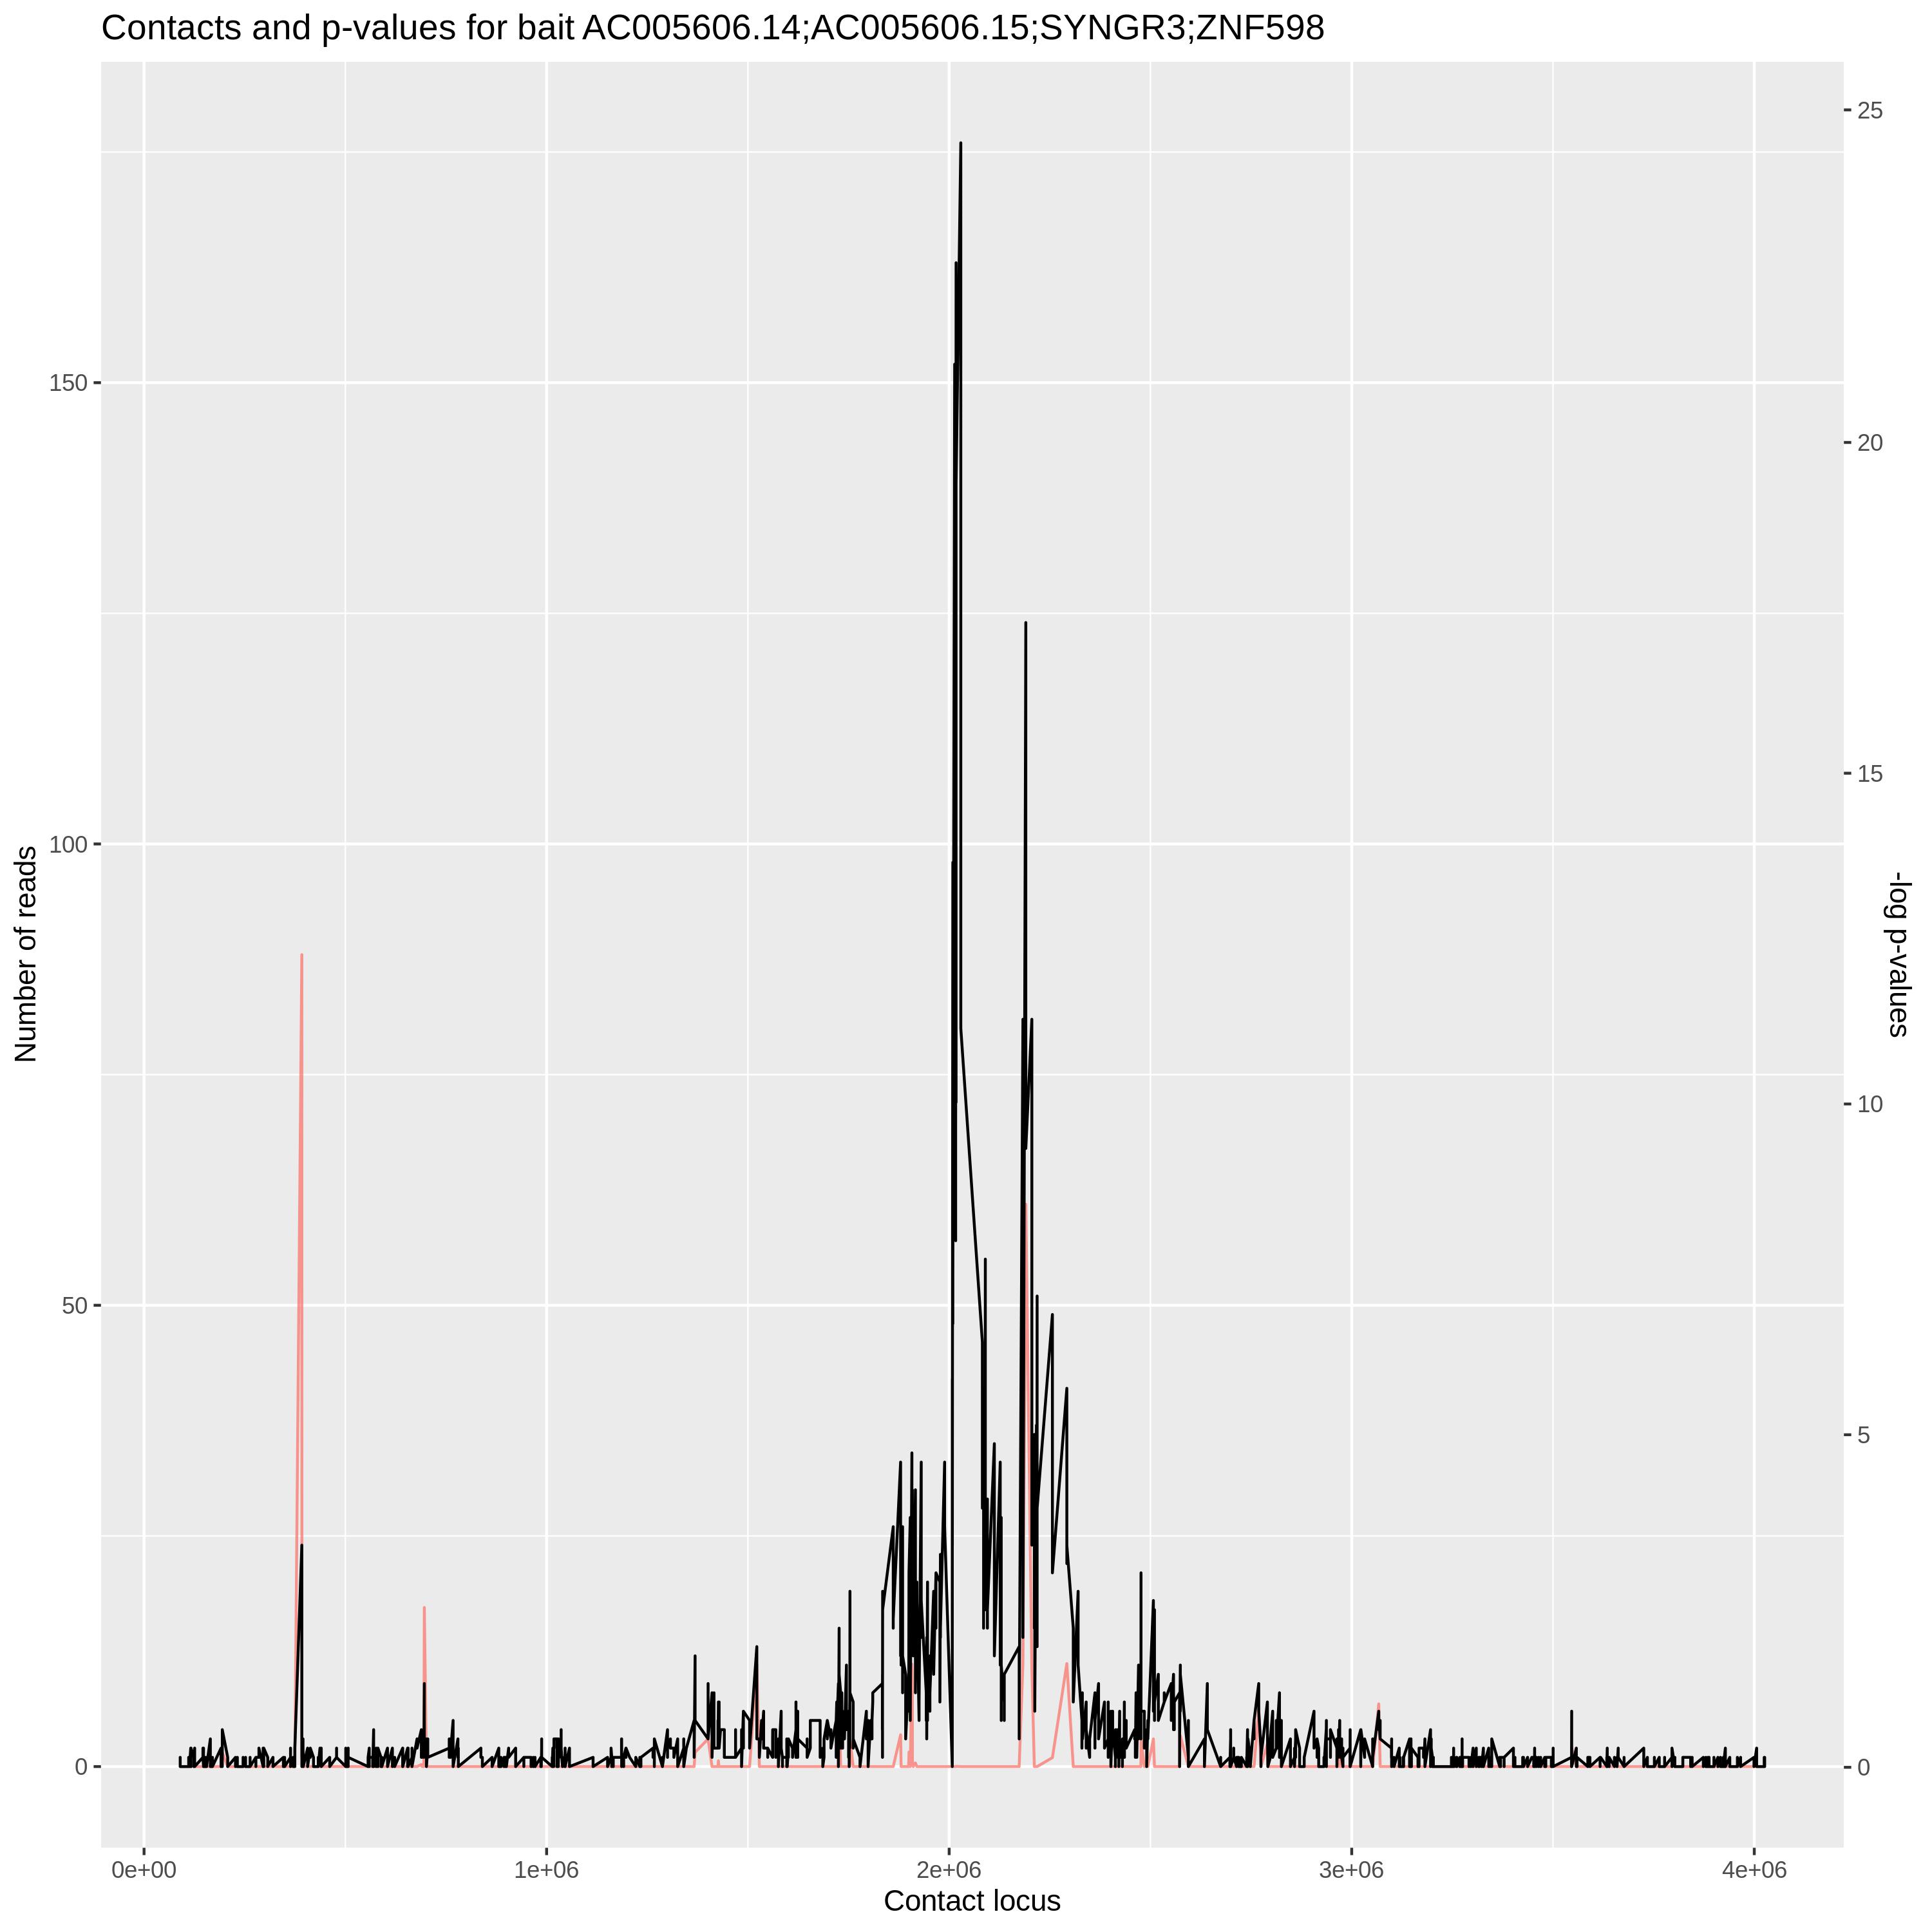 Contacts and p-values for bait AC005606.14;AC005606.15;SYNGR3;ZNF598
Number of reads
150
100
50
0
25
20
15
10
5
0
-log p-values
0e+00 1e+06 2e+06 3e+06 4e+06
Contact locus